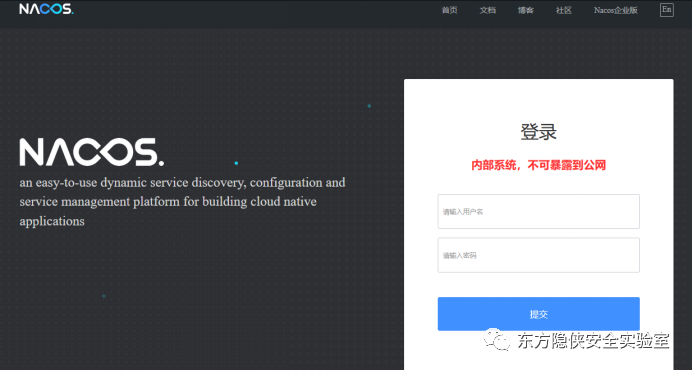 NACOS.
首页 文档 博客 社区 Nacos企业版 En
NACOS.
an easy-to-use dynamic service discovery, configuration and
service management platform for building cloud native
applications
登录
内部系统，不可暴露到公网
请输入用户名
请输入密码
提交
东方隐侠安全实验室